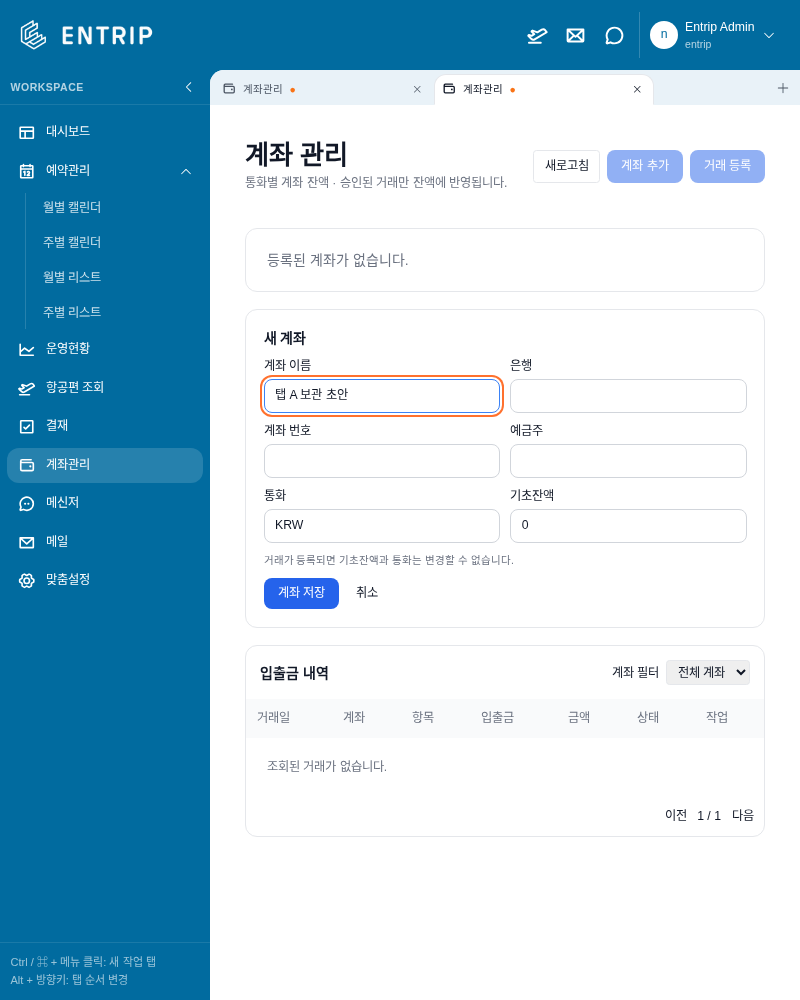 ENTRIP
n
Entrip Admin
entrip
WORKSPACE
계좌관리
계좌관리
대시보드
예약관리
월별 캘린더
주별 캘린더
월별 리스트
주별 리스트
운영현황
항공편 조회
결재
계좌관리
메신저
메일
맞춤설정
Ctrl / ⌘ + 메뉴 클릭: 새 작업 탭
Alt + 방향키: 탭 순서 변경
계좌 관리
통화별 계좌 잔액 · 승인된 거래만 잔액에 반영됩니다.
새로고침
계좌 추가
거래 등록
등록된 계좌가 없습니다.
새 계좌
계좌 이름
은행
탭 A 보관 초안
계좌 번호
예금주
통화
기초잔액
KRW
0
거래가 등록되면 기초잔액과 통화는 변경할 수 없습니다.
계좌 저장
취소
입출금 내역
계좌 필터
전체 계좌
거래일 계좌 항목 입출금 금액 상태 작업
조회된 거래가 없습니다.
이전 1 / 1 다음